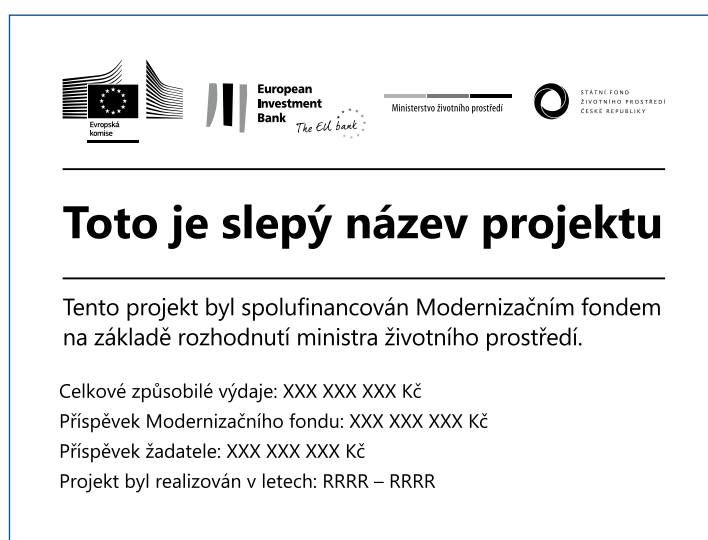 Evropská
komise
European
Investment
Bank
The EU bank
Ministerstvo životního prostředí
STÁTNÍ FOND
ŽIVOTNÍHO PROSTŘEDÍ
ČESKÉ REPUBLIKY
Toto je slepý název projektu
Tento projekt byl spolufinancován Modernizačním fondem
na základě rozhodnutí ministra životního prostředí.
Celkové způsobilé výdaje: XXX XXX XXX Kč
Příspěvek Modernizačního fondu: XXX XXX XXX Kč
Příspěvek žadatele: XXX XXX XXX Kč
Projekt byl realizován v letech: RRRR – RRRR